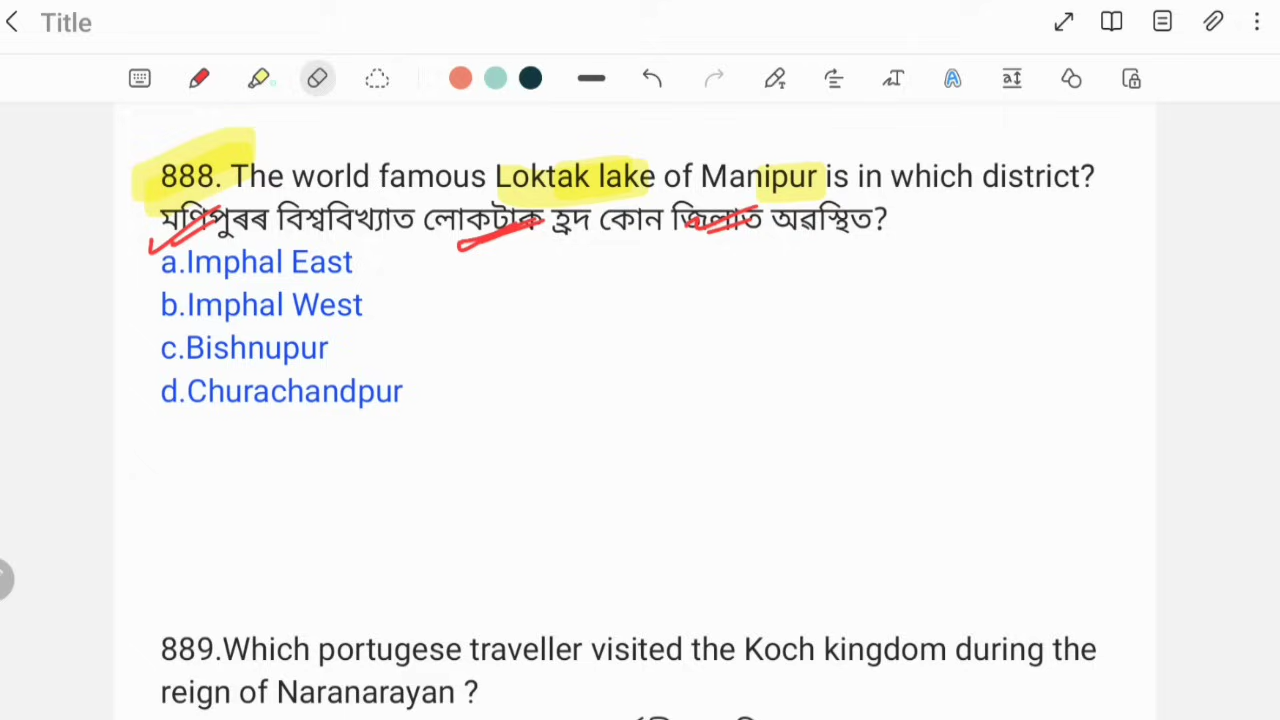 Title
888. The world famous Loktak lake of Manipur is in which district?
মণিপুৰৰ বিশ্ববিখ্যাত লোকটাক হ্ৰদ কোন জিলাত অৱস্থিত?
a.Imphal East
b.Imphal West
c.Bishnupur
d.Churachandpur
889.Which portugese traveller visited the Koch kingdom during the
reign of Naranarayan ?